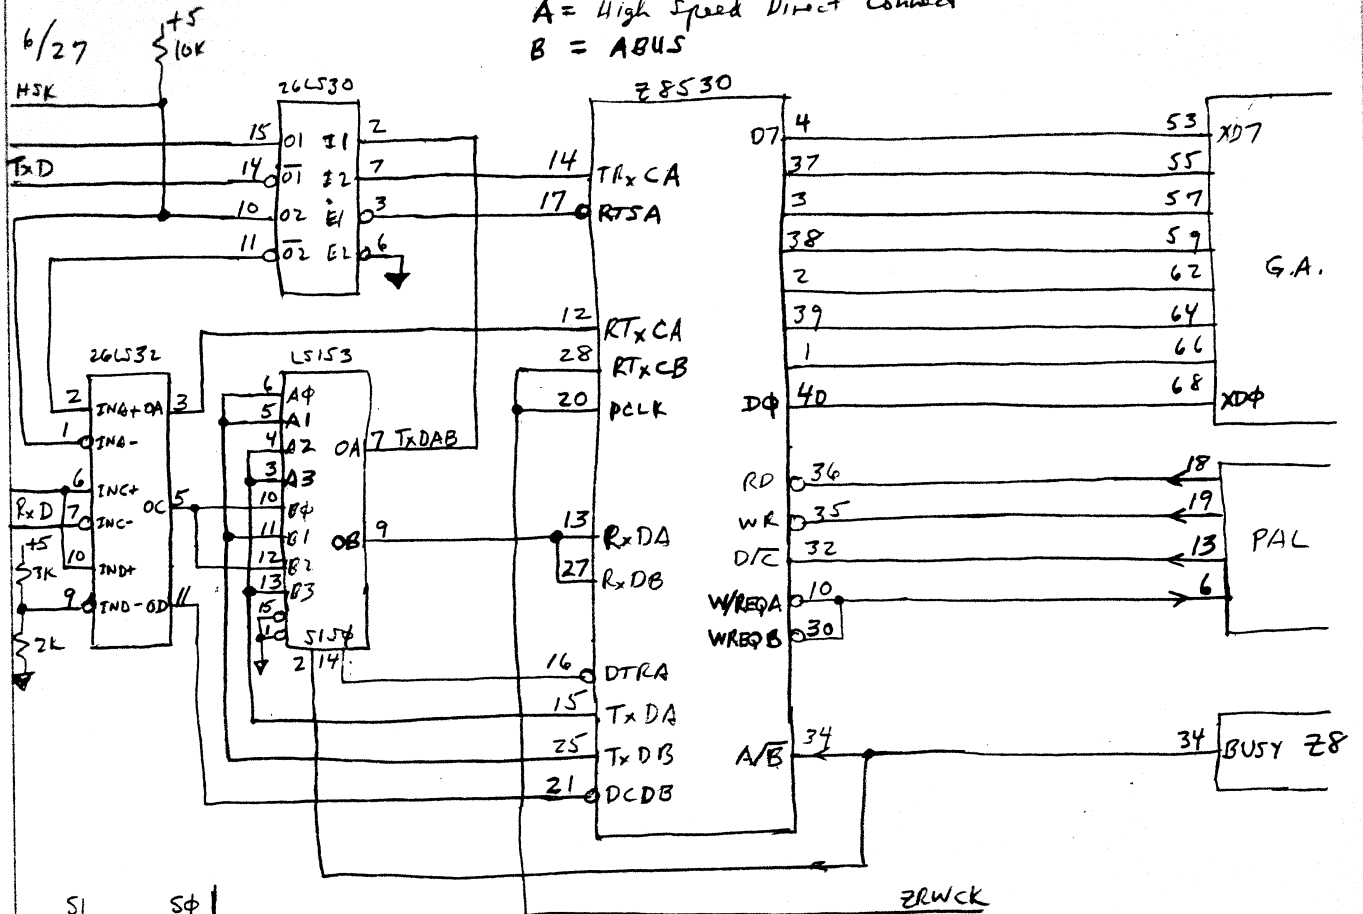 A = High Speed Direct Connect
B = ABUS
6/27
+5
10K
HSK
26LS30
15 O1 I1 2
TxD
14 O1 I2 7
10 O2 E1 3
11 O2 E2 6
Z8530
14 TRxCA
17 RTSA
12 RTxCA
28 RTxCB
20 PCLK
13 RxDA
27 RxDB
16 DTRA
15 TxDA
25 TxDB
21 DCDB
D7 4 53 XD7
37 55
3 57
38 59
2 62
39 64
1 66
DØ 40 68 XDØ
G.A.
RD 36 18
WR 35 19
D/C 32 13
W/REQA 10 6
WREQB 30
PAL
A/B 34 34 BUSY Z8
26LS32
2 INA+ OA 3
1 INA-
6 INC+
RxD
7 INC- OC 5
+5
3K
10 IND+
9 IND- OD 11
2K
LS153
6 AØ
5 A1
4 A2 OA 7 TxDAB
3 A3
10 BØ
11 B1 OB 9
12 B2
13 B3
15
1
S1 SØ
2 14
S1 SØ
ZRWCK